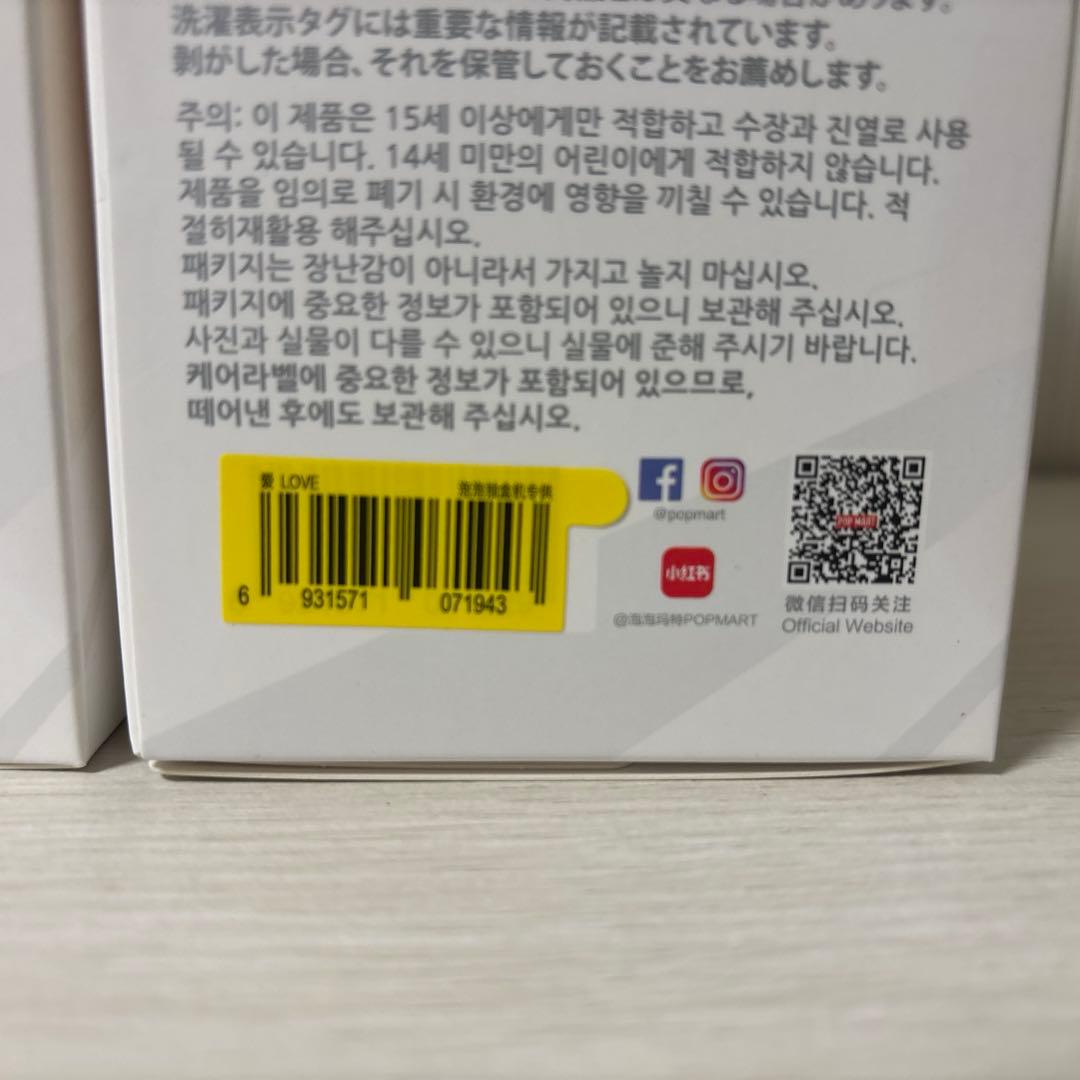 洗濯表示タグには重要な情報が記載されています。
剥がした場合、それを保管しておくことをお薦めします。
주의: 이 제품은 15세 이상에게만 적합하고 수장과 진열로 사용
될 수 있습니다. 14세 미만의 어린이에게 적합하지 않습니다.
제품을 임의로 폐기 시 환경에 영향을 끼칠 수 있습니다. 적
절히재활용 해주십시오.
패키지는 장난감이 아니라서 가지고 놀지 마십시오.
패키지에 중요한 정보가 포함되어 있으니 보관해 주십시오.
사진과 실물이 다를 수 있으니 실물에 준해 주시기 바랍니다.
케어라벨에 중요한 정보가 포함되어 있으므로,
떼어낸 후에도 보관해 주십시오.
爱 LOVE
泡泡抽盒机专供
6 931571 071943
@popmart
小红书
@泡泡玛特POPMART
POP MART
微信扫码关注
Official Website